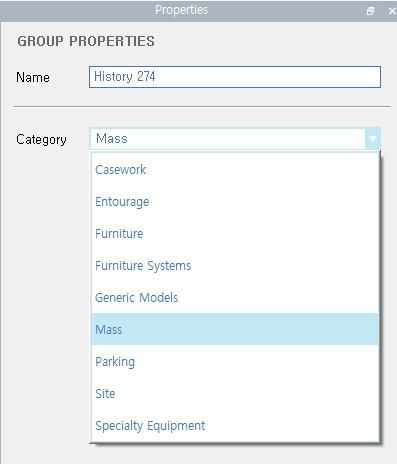 Properties
GROUP PROPERTIES
Name History 274
Category Mass
Casework
Entourage
Furniture
Furniture Systems
Generic Models
Mass
Parking
Site
Specialty Equipment